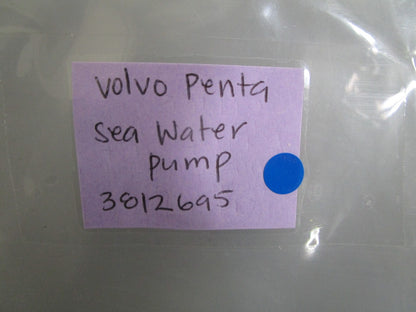 Volvo Penta
Sea Water
pump
3812695